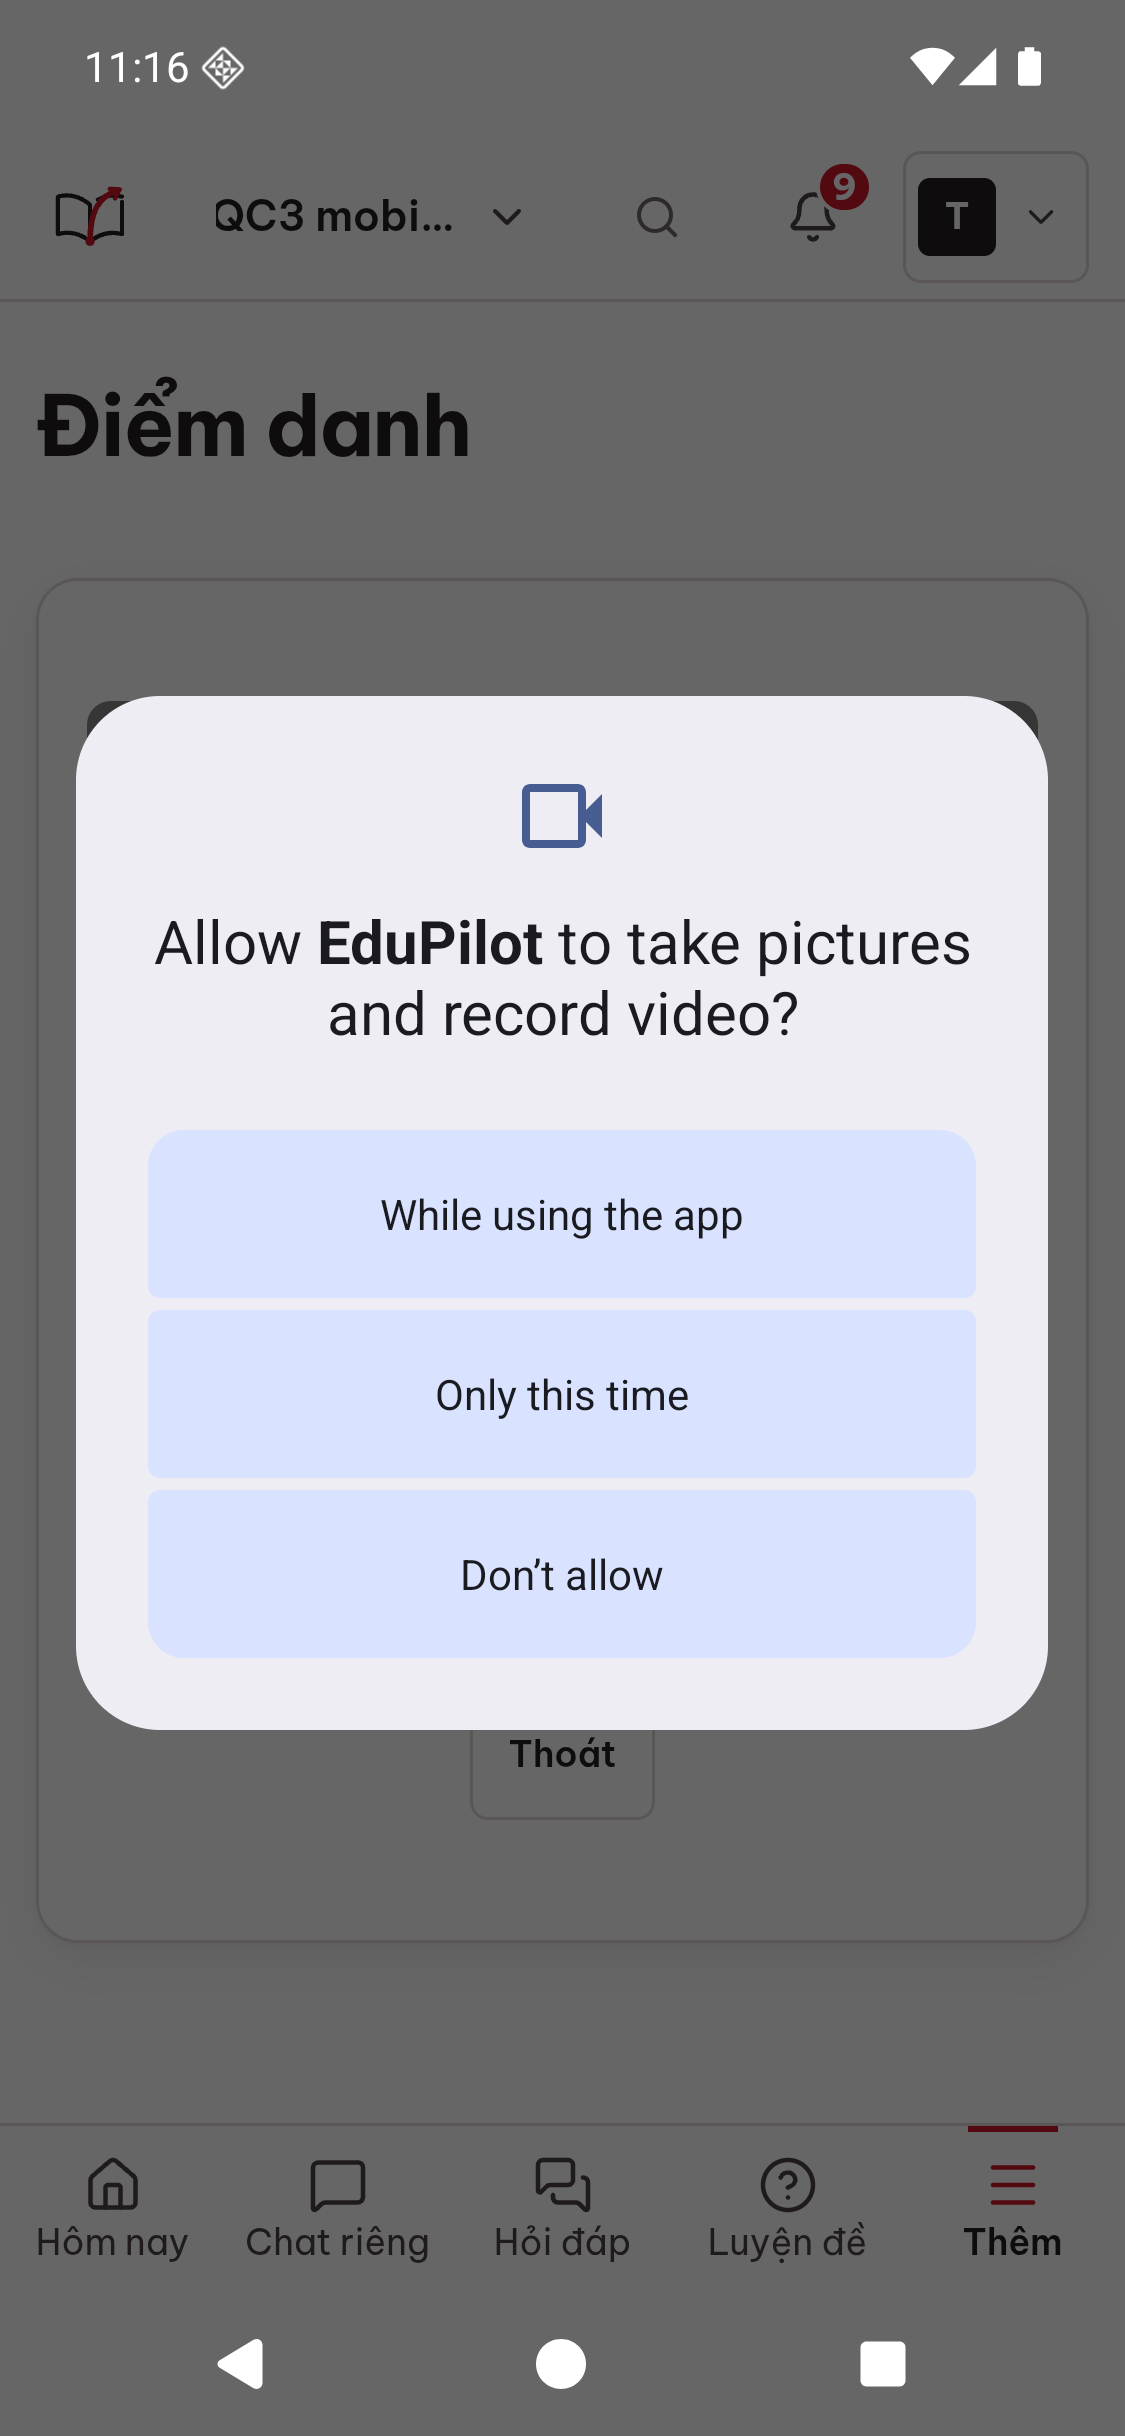 11:16
QC3 mobi...
9
T
Điểm danh
Allow EduPilot to take pictures
and record video?
While using the app
Only this time
Don’t allow
Thoát
Hôm nay
Chat riêng
Hỏi đáp
Luyện đề
Thêm